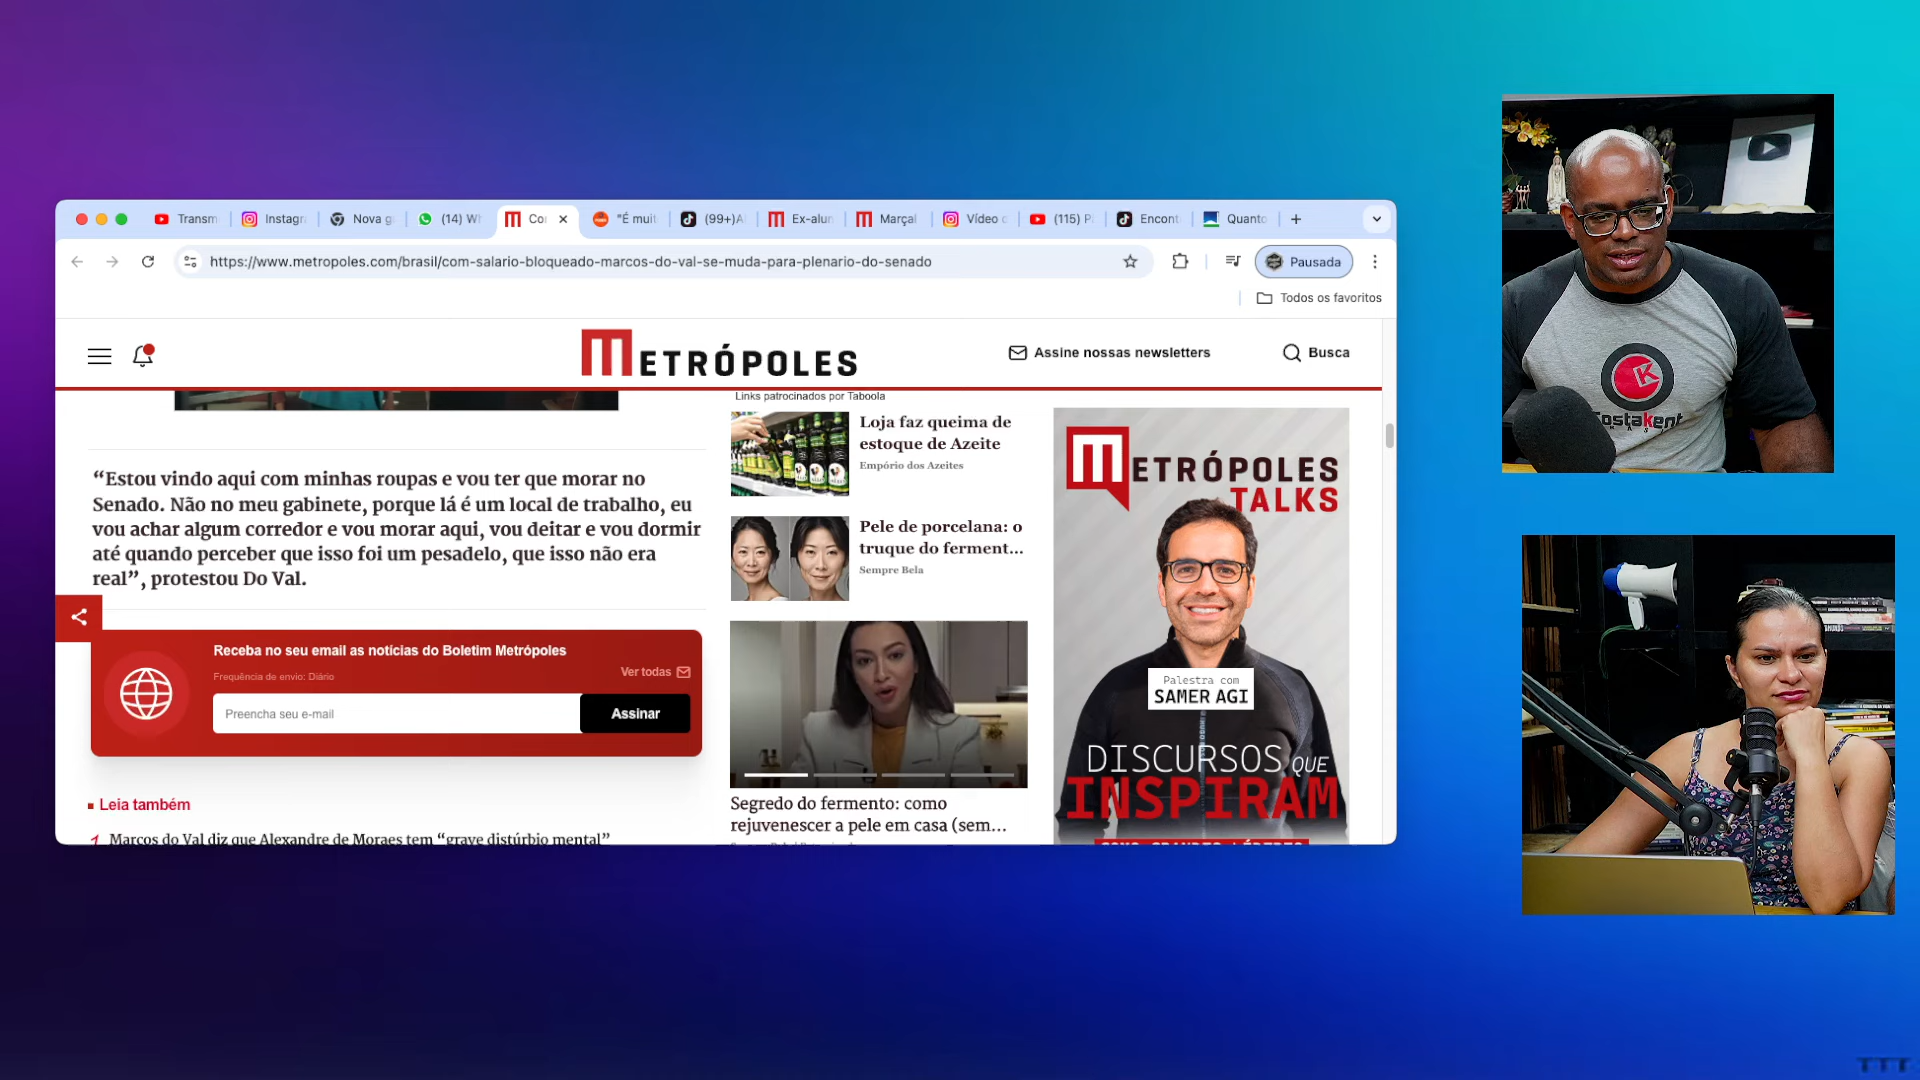 Transm
Instagr
Nova g
(14) Wh
Co
"É muit
(99+)A
Ex-alun
Marçal
Vídeo
(115) P
Encont
Quanto
https://www.metropoles.com/brasil/com-salario-bloqueado-marcos-do-val-se-muda-para-plenario-do-senado
Pausada
Todos os favoritos
METRÓPOLES
Assine nossas newsletters
Busca
Links patrocinados por Taboola
“Estou vindo aqui com minhas roupas e vou ter que morar no
Senado. Não no meu gabinete, porque lá é um local de trabalho, eu
vou achar algum corredor e vou morar aqui, vou deitar e vou dormir
até quando perceber que isso foi um pesadelo, que isso não era
real”, protestou Do Val.
Receba no seu email as notícias do Boletim Metrópoles
Frequência de envio: Diário
Ver todas
Preencha seu e-mail
Assinar
Leia também
1 Marcos do Val diz que Alexandre de Moraes tem “grave distúrbio mental”
Loja faz queima de
estoque de Azeite
Empório dos Azeites
Pele de porcelana: o
truque do ferment...
Sempre Bela
Segredo do fermento: como
rejuvenescer a pele em casa (sem...
METRÓPOLES
TALKS
Palestra com
SAMER AGI
DISCURSOS QUE
INSPIRAM
COMO GRANDES LÍDERES
K
ostakent